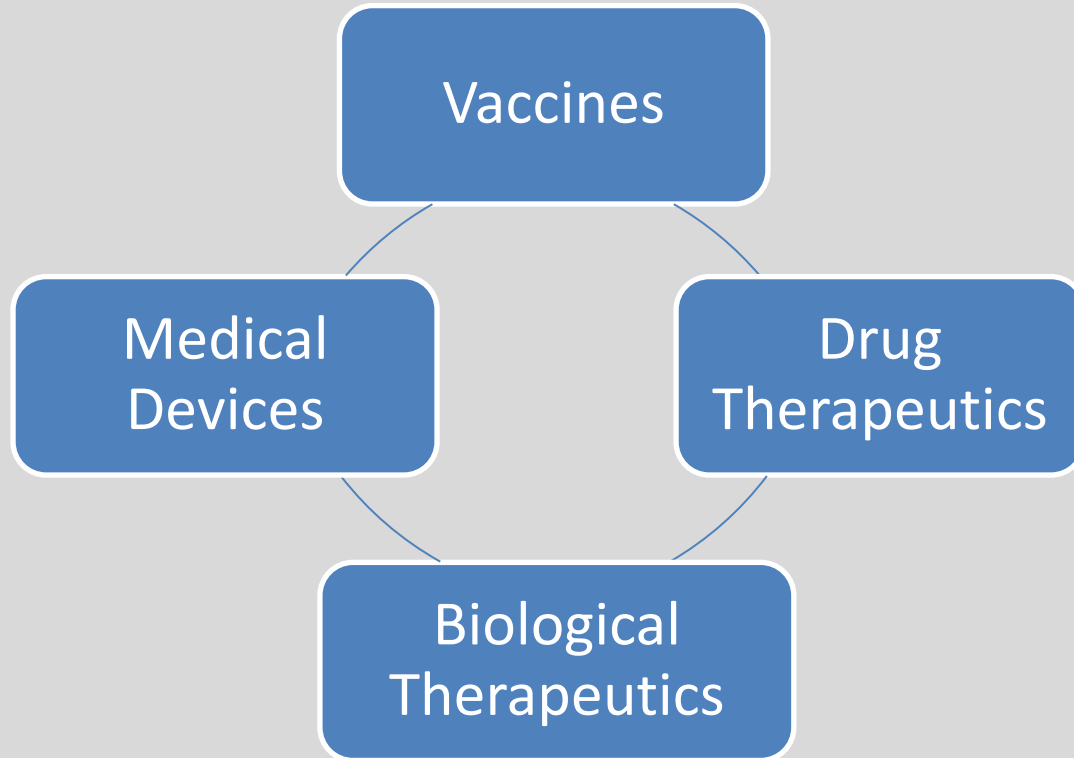 Vaccines
Medical
Devices
Drug
Therapeutics
Biological
Therapeutics